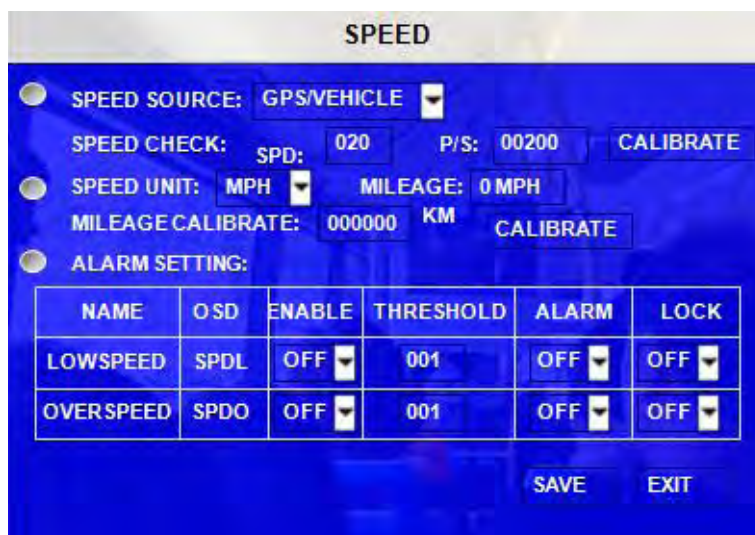 SPEED
SPEED SOURCE: GPS/VEHICLE
SPEED CHECK: SPD: 020 P/S: 00200 CALIBRATE
SPEED UNIT: MPH MILEAGE: 0 MPH
MILEAGE CALIBRATE: 000000 KM CALIBRATE
ALARM SETTING:
NAME OSD ENABLE THRESHOLD ALARM LOCK
LOWSPEED SPDL OFF 001 OFF OFF
OVERSPEED SPDO OFF 001 OFF OFF
SAVE EXIT